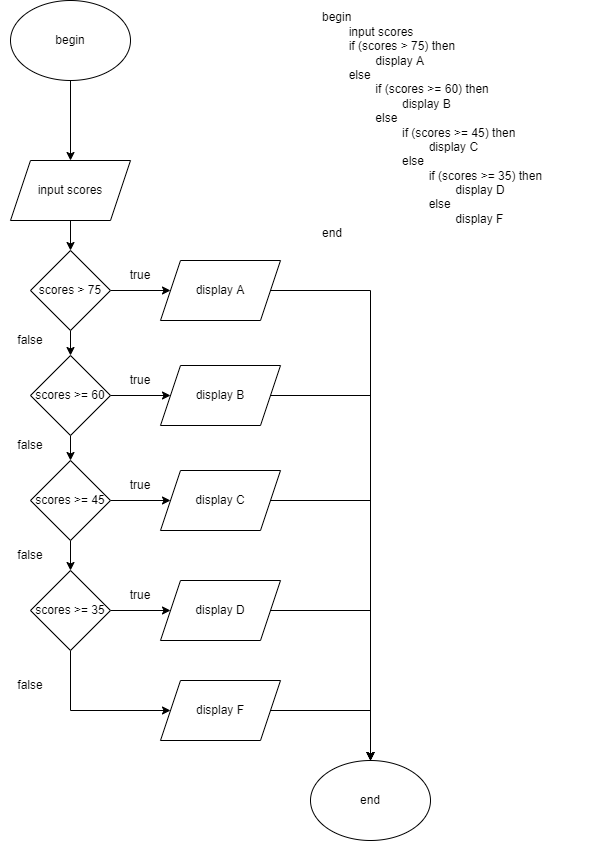 begin
input scores
scores > 75
true
display A
false
scores >= 60
true
display B
false
scores >= 45
true
display C
false
scores >= 35
true
display D
false
display F
end
begin
input scores
if (scores > 75) then
display A
else
if (scores >= 60) then
display B
else
if (scores >= 45) then
display C
else
if (scores >= 35) then
display D
else
display F
end